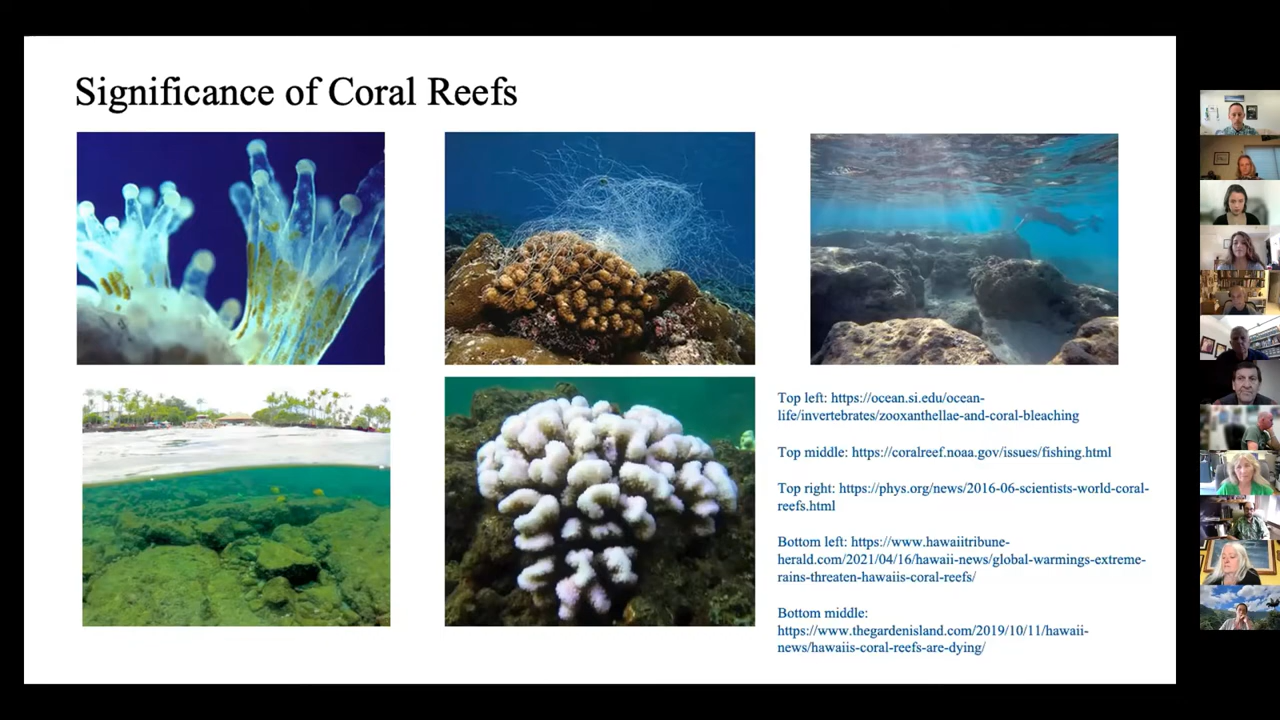 Significance of Coral Reefs
Top left: https://ocean.si.edu/ocean-
life/invertebrates/zooxanthellae-and-coral-bleaching
Top middle: https://coralreef.noaa.gov/issues/fishing.html
Top right: https://phys.org/news/2016-06-scientists-world-coral-
reefs.html
Bottom left: https://www.hawaiitribune-
herald.com/2021/04/16/hawaii-news/global-warmings-extreme-
rains-threaten-hawaiis-coral-reefs/
Bottom middle:
https://www.thegardenisland.com/2019/10/11/hawaii-
news/hawaiis-coral-reefs-are-dying/